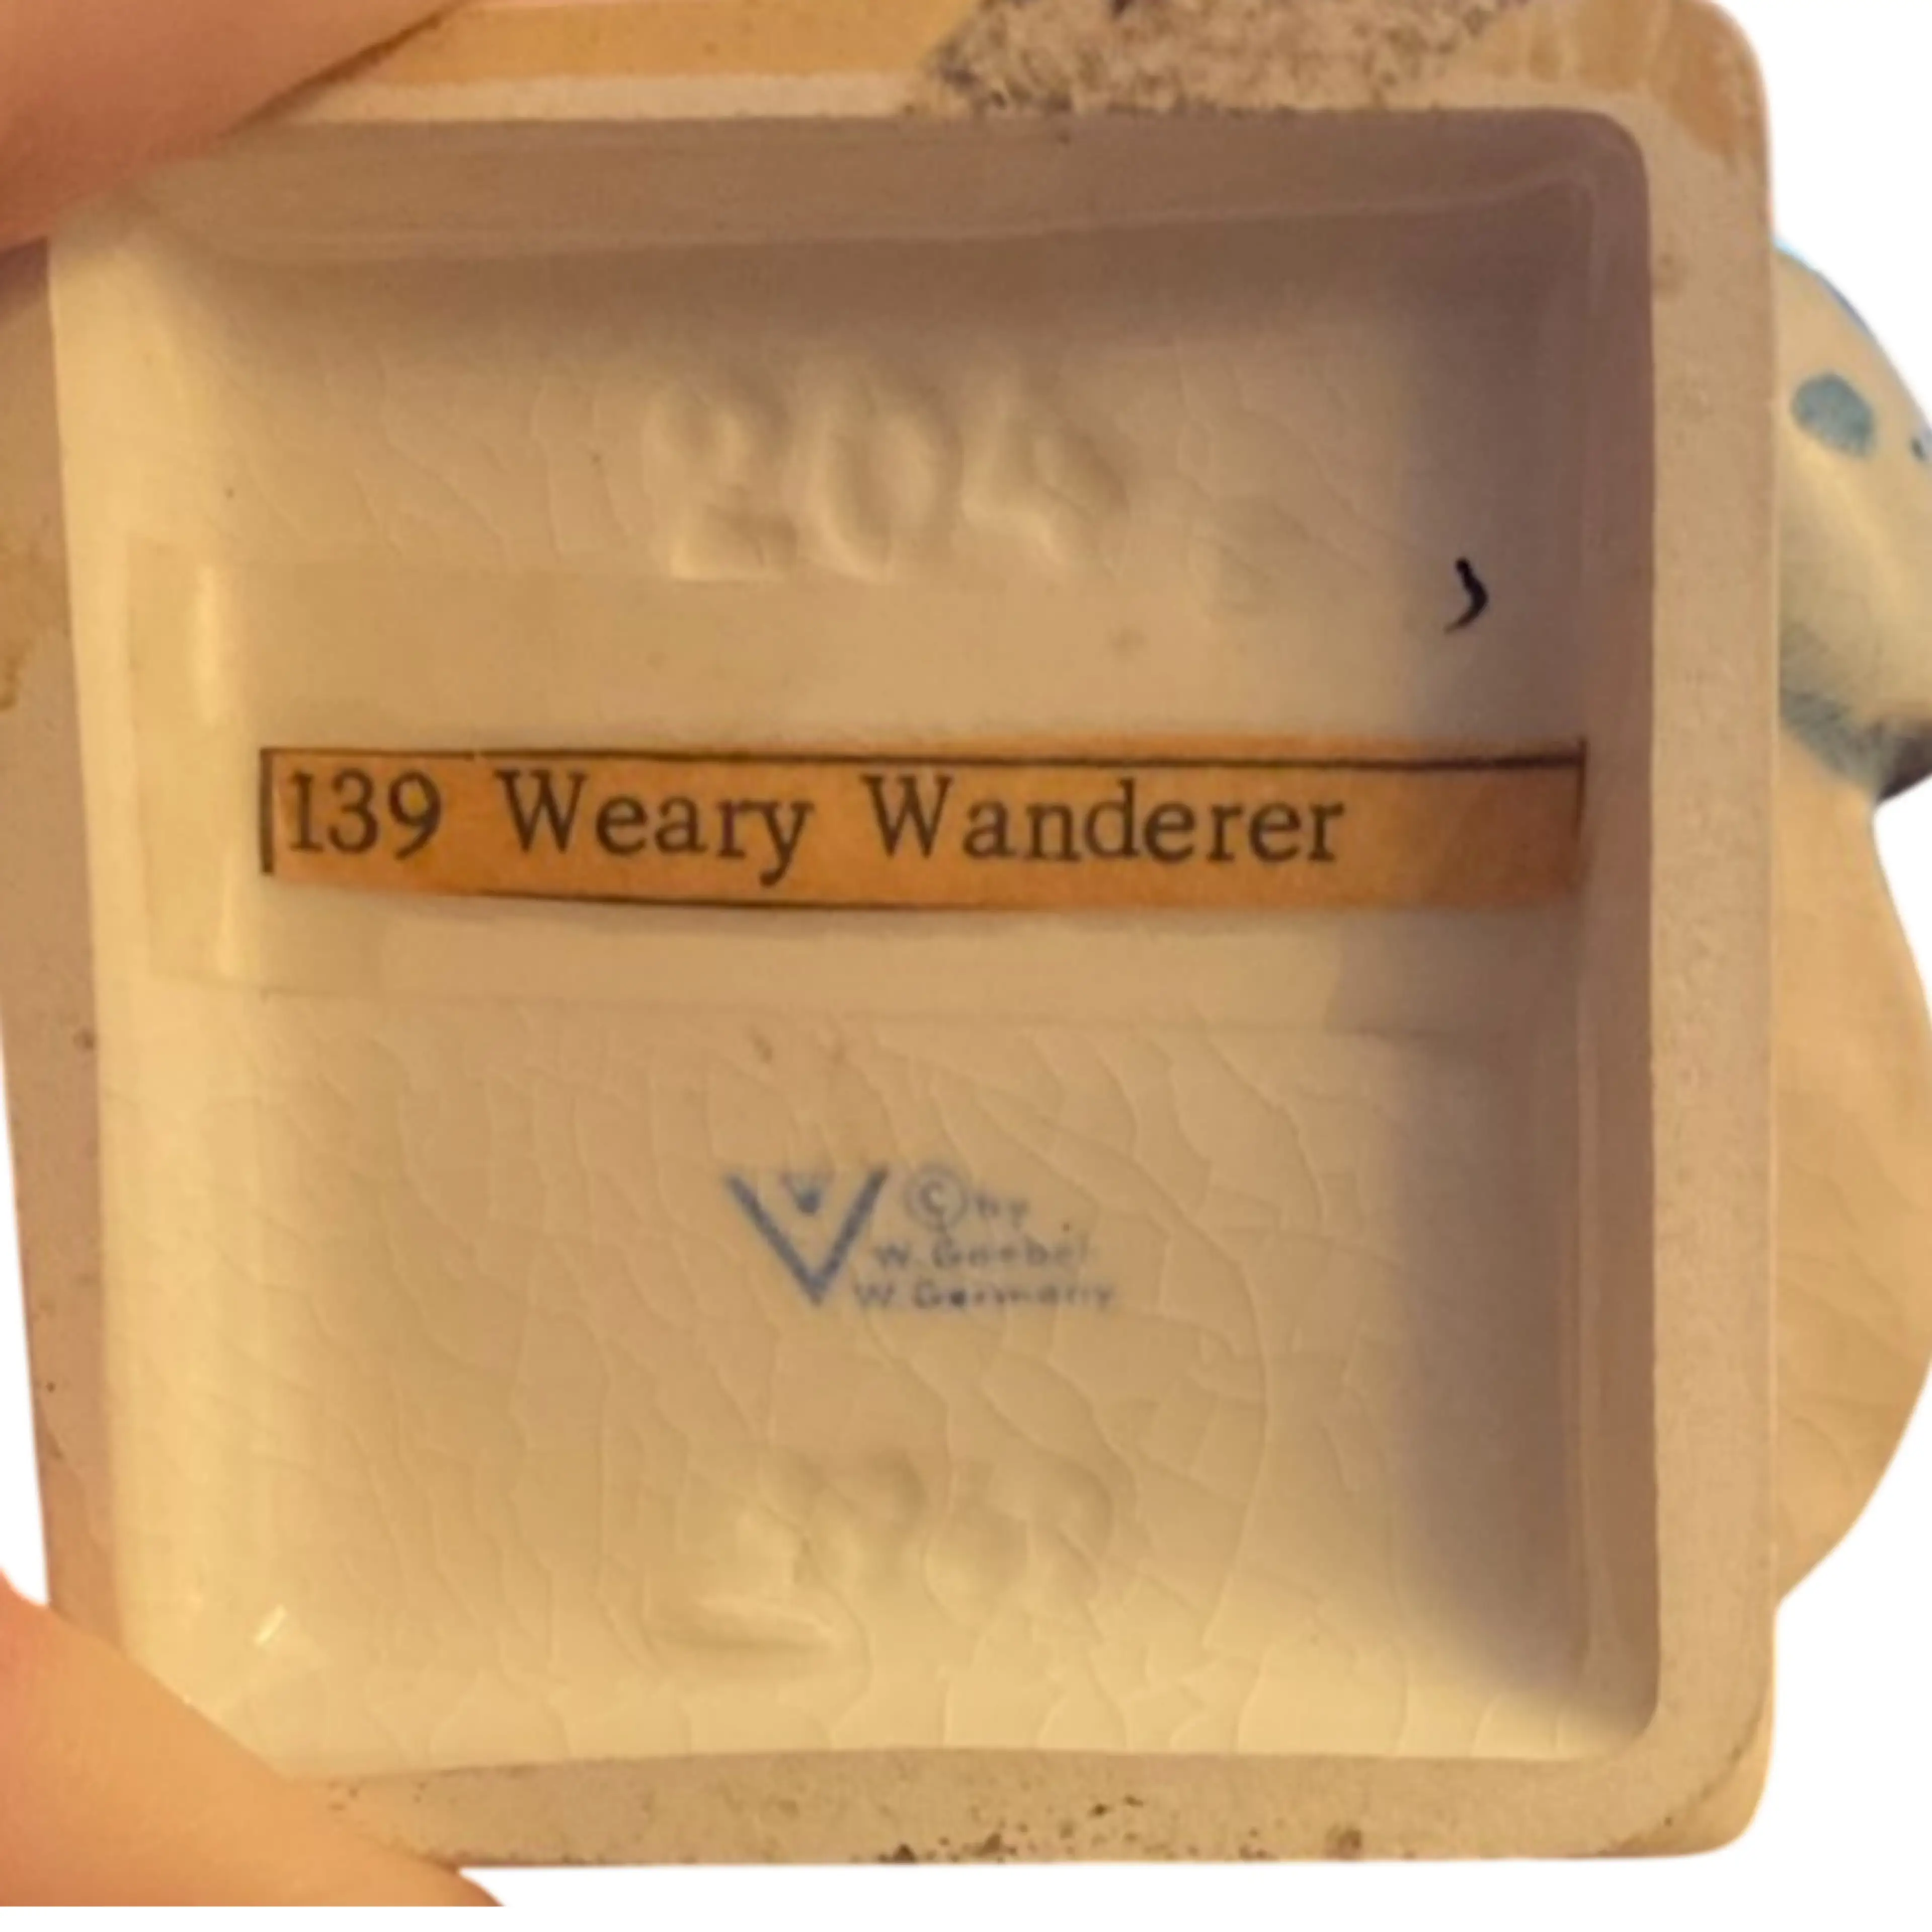 204
139 Weary Wanderer
© by
W. Goebel
W. Germany